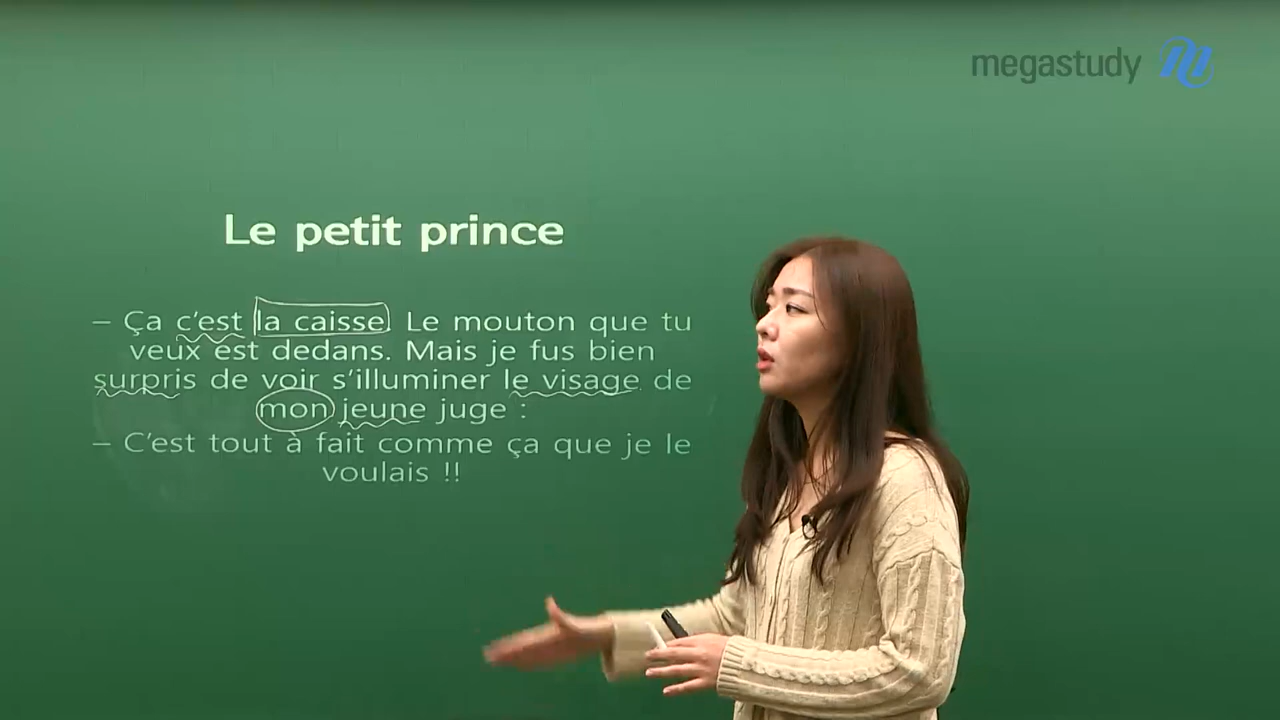 megastudy
Le petit prince
– Ça c'est la caisse. Le mouton que tu
veux est dedans. Mais je fus bien
surpris de voir s'illuminer le visage de
mon jeune juge :
– C'est tout à fait comme ça que je le
voulais !!